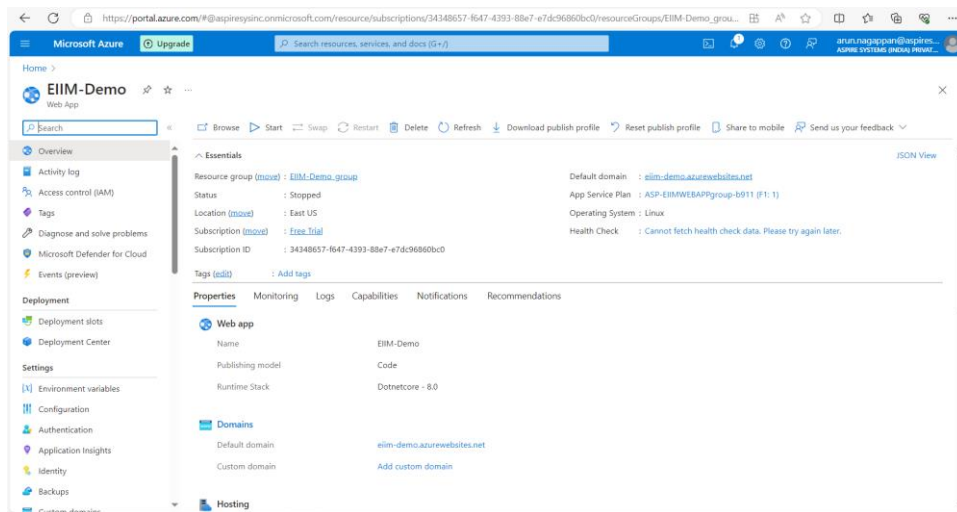 https://portal.azure.com/#@aspiresysinc.onmicrosoft.com/resource/subscriptions/34348657-f647-4393-88e7-e7dc96860bc0/resourceGroups/EIIM-Demo_grou...
Microsoft Azure Upgrade Search resources, services, and docs (G+/) arun.nagappan@aspires...
ASPIRE SYSTEMS (INDIA) PRIVAT...
Home >
EIIM-Demo
Web App
Search
Browse Start Swap Restart Delete Refresh Download publish profile Reset publish profile Share to mobile Send us your feedback
Overview
Activity log
Access control (IAM)
Tags
Diagnose and solve problems
Microsoft Defender for Cloud
Events (preview)
Deployment
Deployment slots
Deployment Center
Settings
Environment variables
Configuration
Authentication
Application Insights
Identity
Backups
Custom domains
Essentials JSON View
Resource group (move) : EIIM-Demo_group
Status : Stopped
Location (move) : East US
Subscription (move) : Free Trial
Subscription ID : 34348657-f647-4393-88e7-e7dc96860bc0
Default domain : eiim-demo.azurewebsites.net
App Service Plan : ASP-EIIMWEBAPPgroup-b911 (F1: 1)
Operating System : Linux
Health Check : Cannot fetch health check data. Please try again later.
Tags (edit) : Add tags
Properties Monitoring Logs Capabilities Notifications Recommendations
Web app
Name EIIM-Demo
Publishing model Code
Runtime Stack Dotnetcore - 8.0
Domains
Default domain eiim-demo.azurewebsites.net
Custom domain Add custom domain
Hosting